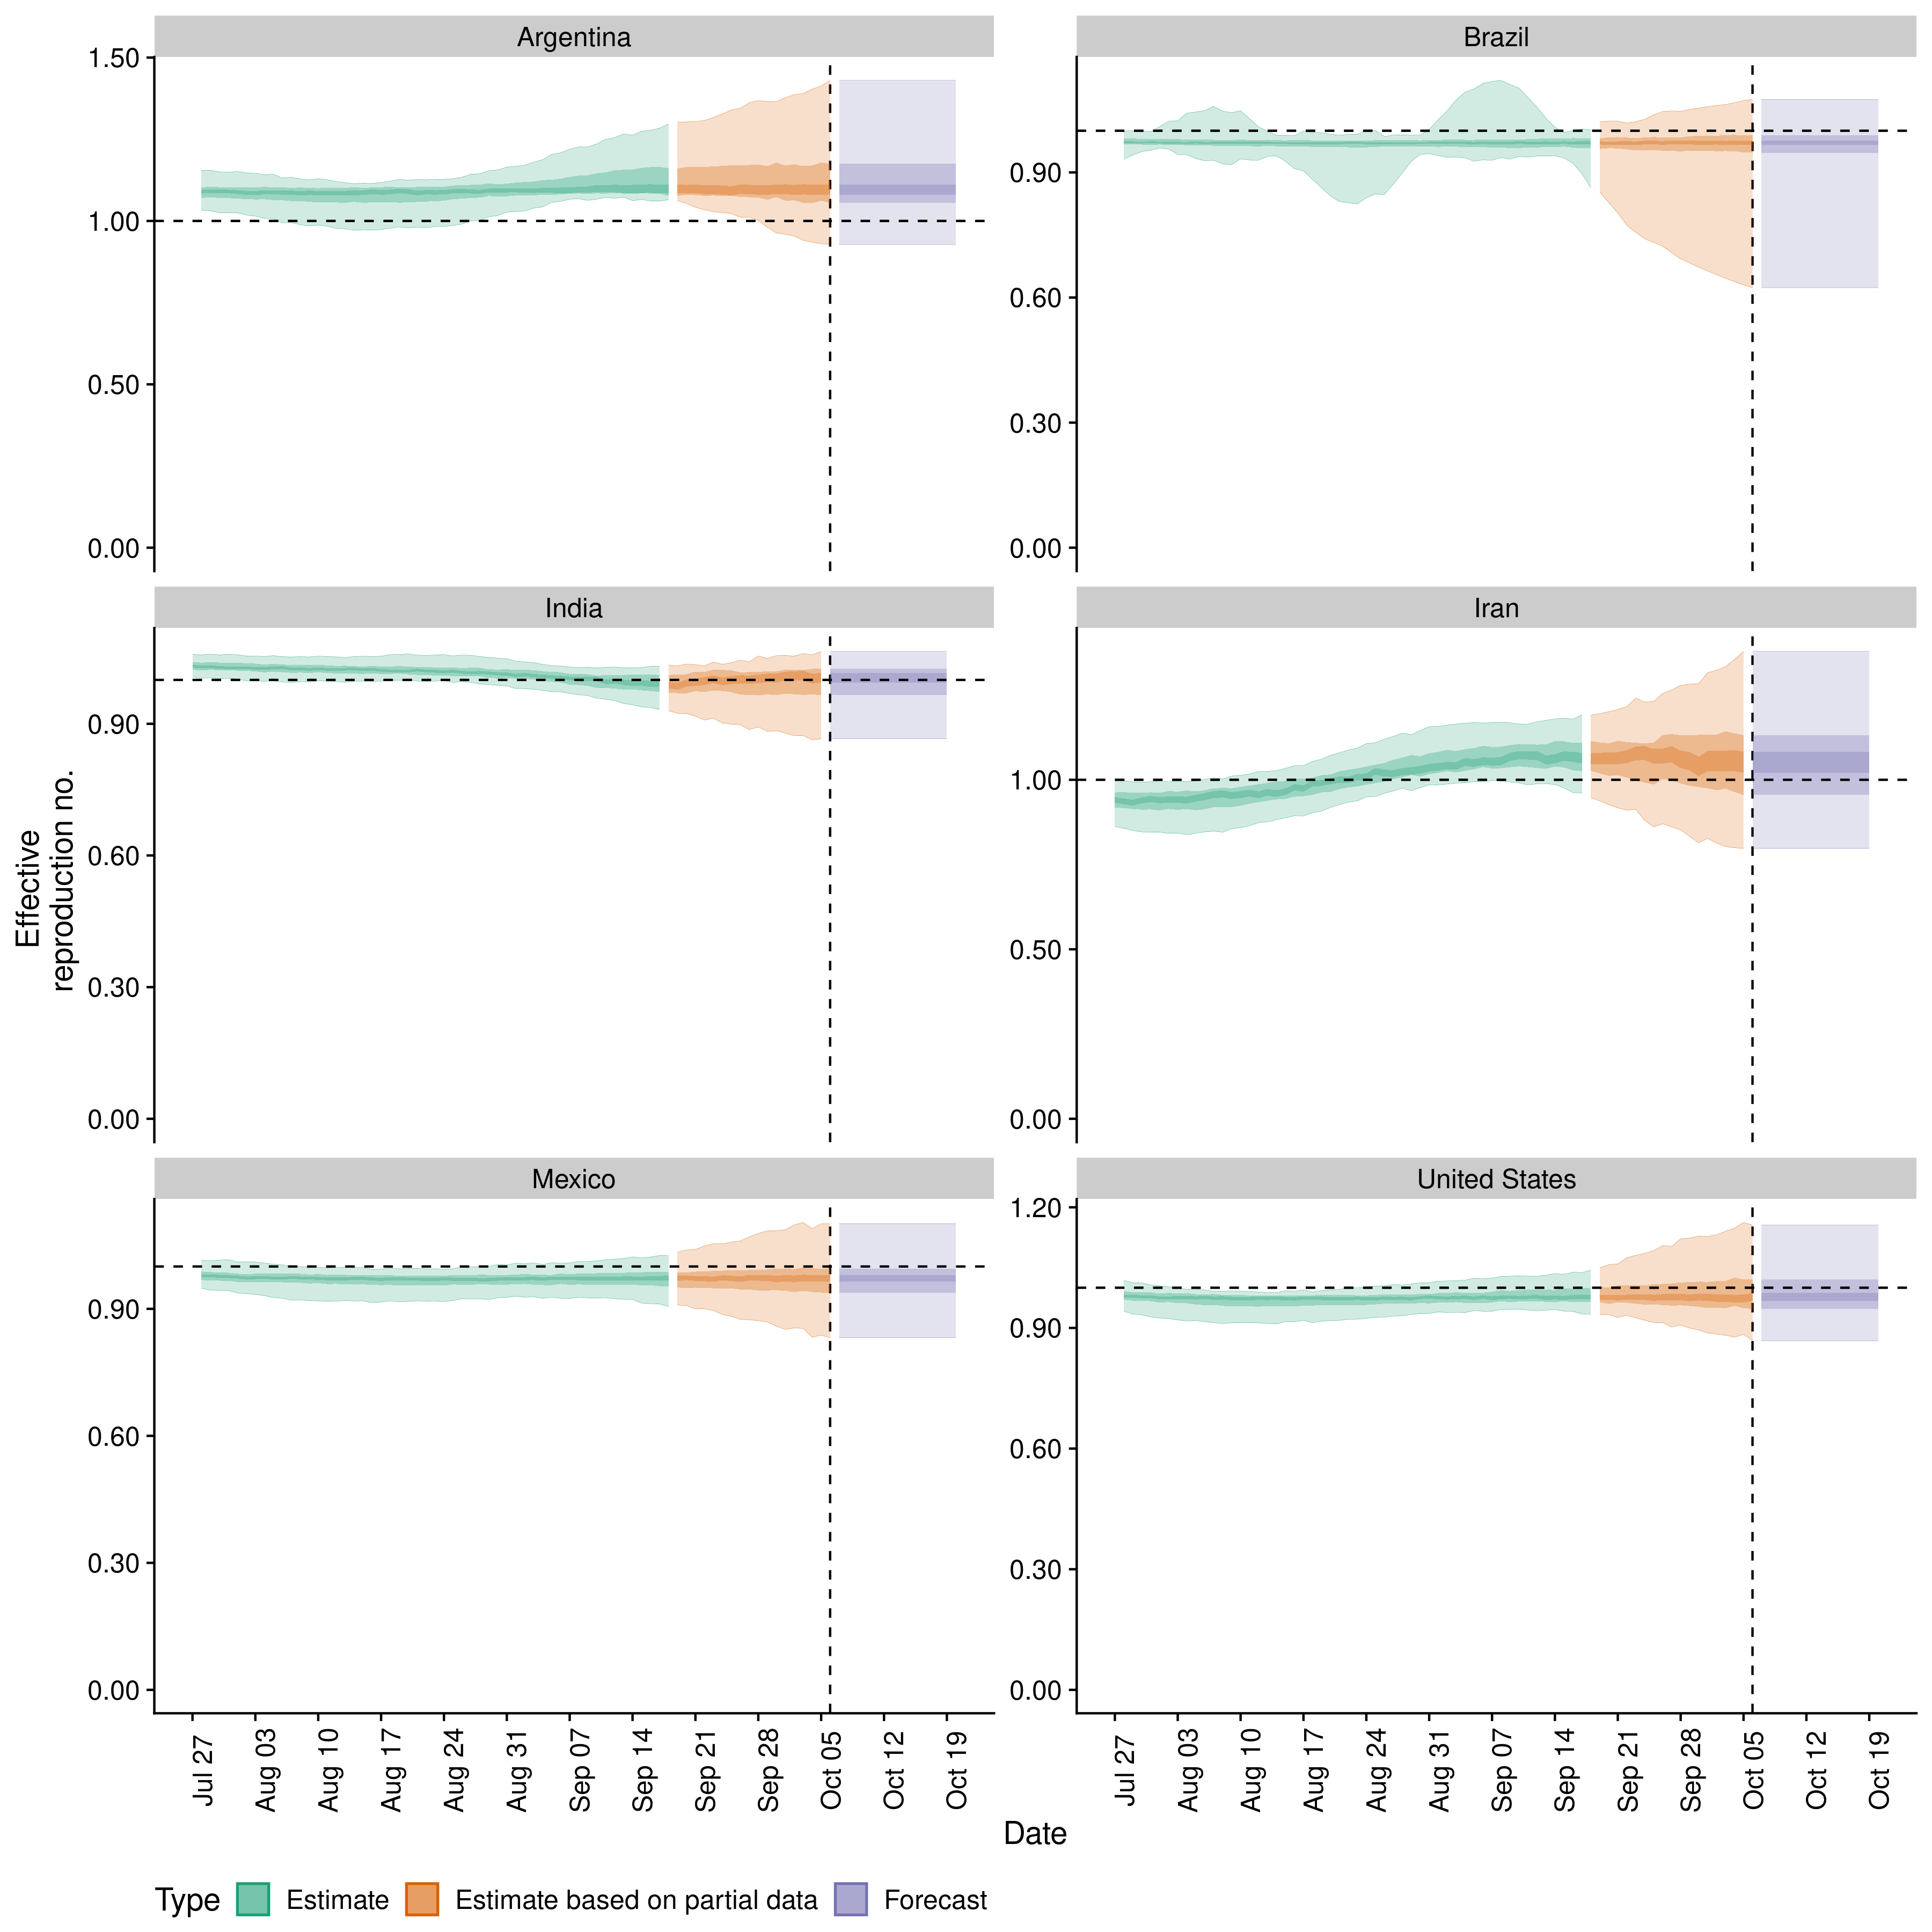 Argentina
Brazil
1.50
1.00
0.50
0.00
0.90
0.60
0.30
0.00
India
Iran
0.90
0.60
0.30
0.00
1.00
0.50
0.00
Effective
reproduction no.
Mexico
United States
0.90
0.60
0.30
0.00
1.20
0.90
0.60
0.30
0.00
Jul 27
Aug 03
Aug 10
Aug 17
Aug 24
Aug 31
Sep 07
Sep 14
Sep 21
Sep 28
Oct 05
Oct 12
Oct 19
Jul 27
Aug 03
Aug 10
Aug 17
Aug 24
Aug 31
Sep 07
Sep 14
Sep 21
Sep 28
Oct 05
Oct 12
Oct 19
Date
Type Estimate Estimate based on partial data Forecast